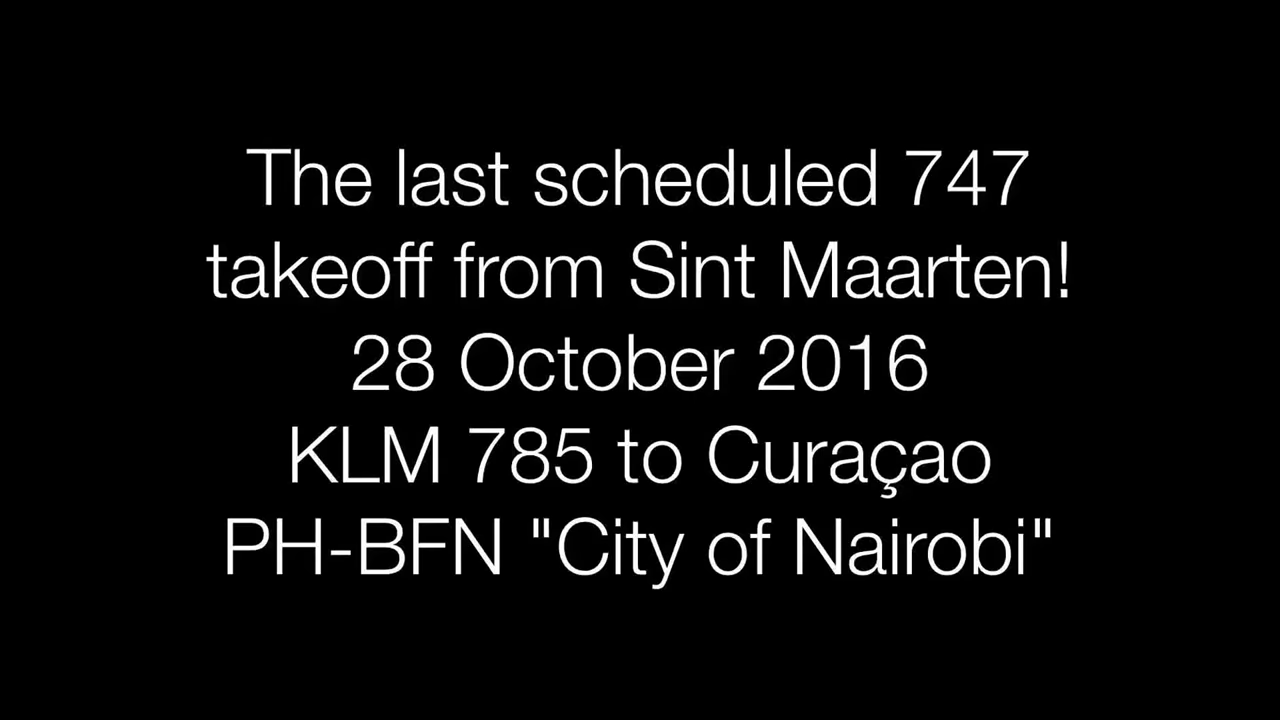 The last scheduled 747
takeoff from Sint Maarten!
28 October 2016
KLM 785 to Curaçao
PH-BFN "City of Nairobi"